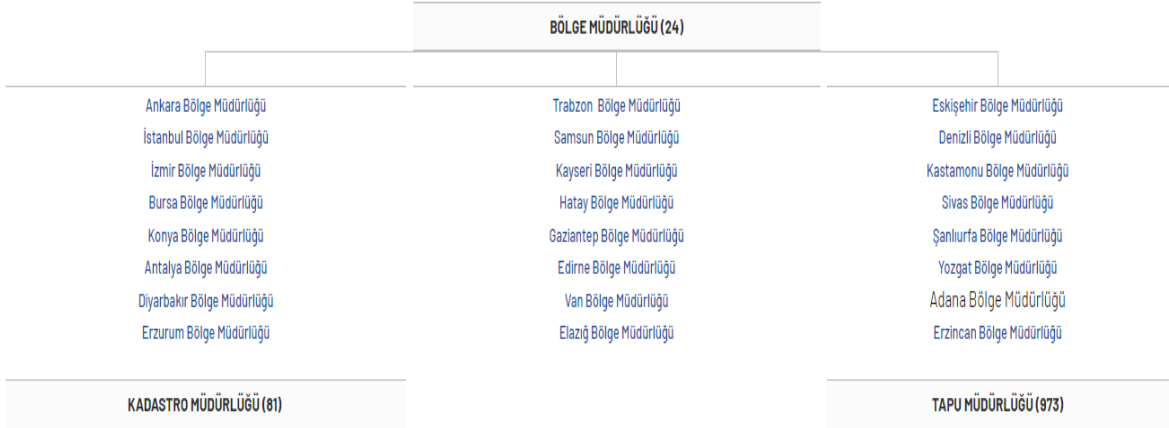 BÖLGE MÜDÜRLÜĞÜ (24)
Ankara Bölge Müdürlüğü
İstanbul Bölge Müdürlüğü
İzmir Bölge Müdürlüğü
Bursa Bölge Müdürlüğü
Konya Bölge Müdürlüğü
Antalya Bölge Müdürlüğü
Diyarbakır Bölge Müdürlüğü
Erzurum Bölge Müdürlüğü
Trabzon Bölge Müdürlüğü
Samsun Bölge Müdürlüğü
Kayseri Bölge Müdürlüğü
Hatay Bölge Müdürlüğü
Gaziantep Bölge Müdürlüğü
Edirne Bölge Müdürlüğü
Van Bölge Müdürlüğü
Elazığ Bölge Müdürlüğü
Eskişehir Bölge Müdürlüğü
Denizli Bölge Müdürlüğü
Kastamonu Bölge Müdürlüğü
Sivas Bölge Müdürlüğü
Şanlıurfa Bölge Müdürlüğü
Yozgat Bölge Müdürlüğü
Adana Bölge Müdürlüğü
Erzincan Bölge Müdürlüğü
KADASTRO MÜDÜRLÜĞÜ (81)
TAPU MÜDÜRLÜĞÜ (973)